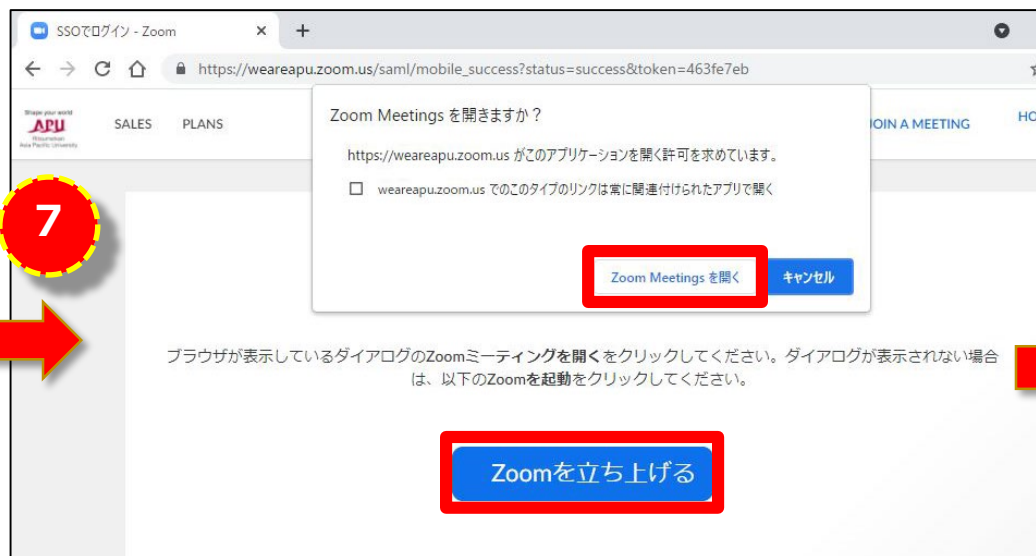 SSOでログイン - Zoom
https://weareapu.zoom.us/saml/mobile_success?status=success&token=463fe7eb
Shape your world
APU
Ritsumeikan
Asia Pacific University
SALES
PLANS
JOIN A MEETING
HO
Zoom Meetings を開きますか？
https://weareapu.zoom.us がこのアプリケーションを開く許可を求めています。
weareapu.zoom.us でのこのタイプのリンクは常に関連付けられたアプリで開く
Zoom Meetings を開く
キャンセル
7
ブラウザが表示しているダイアログのZoomミーティングを開くをクリックしてください。ダイアログが表示されない場合
は、以下のZoomを起動をクリックしてください。
Zoomを立ち上げる